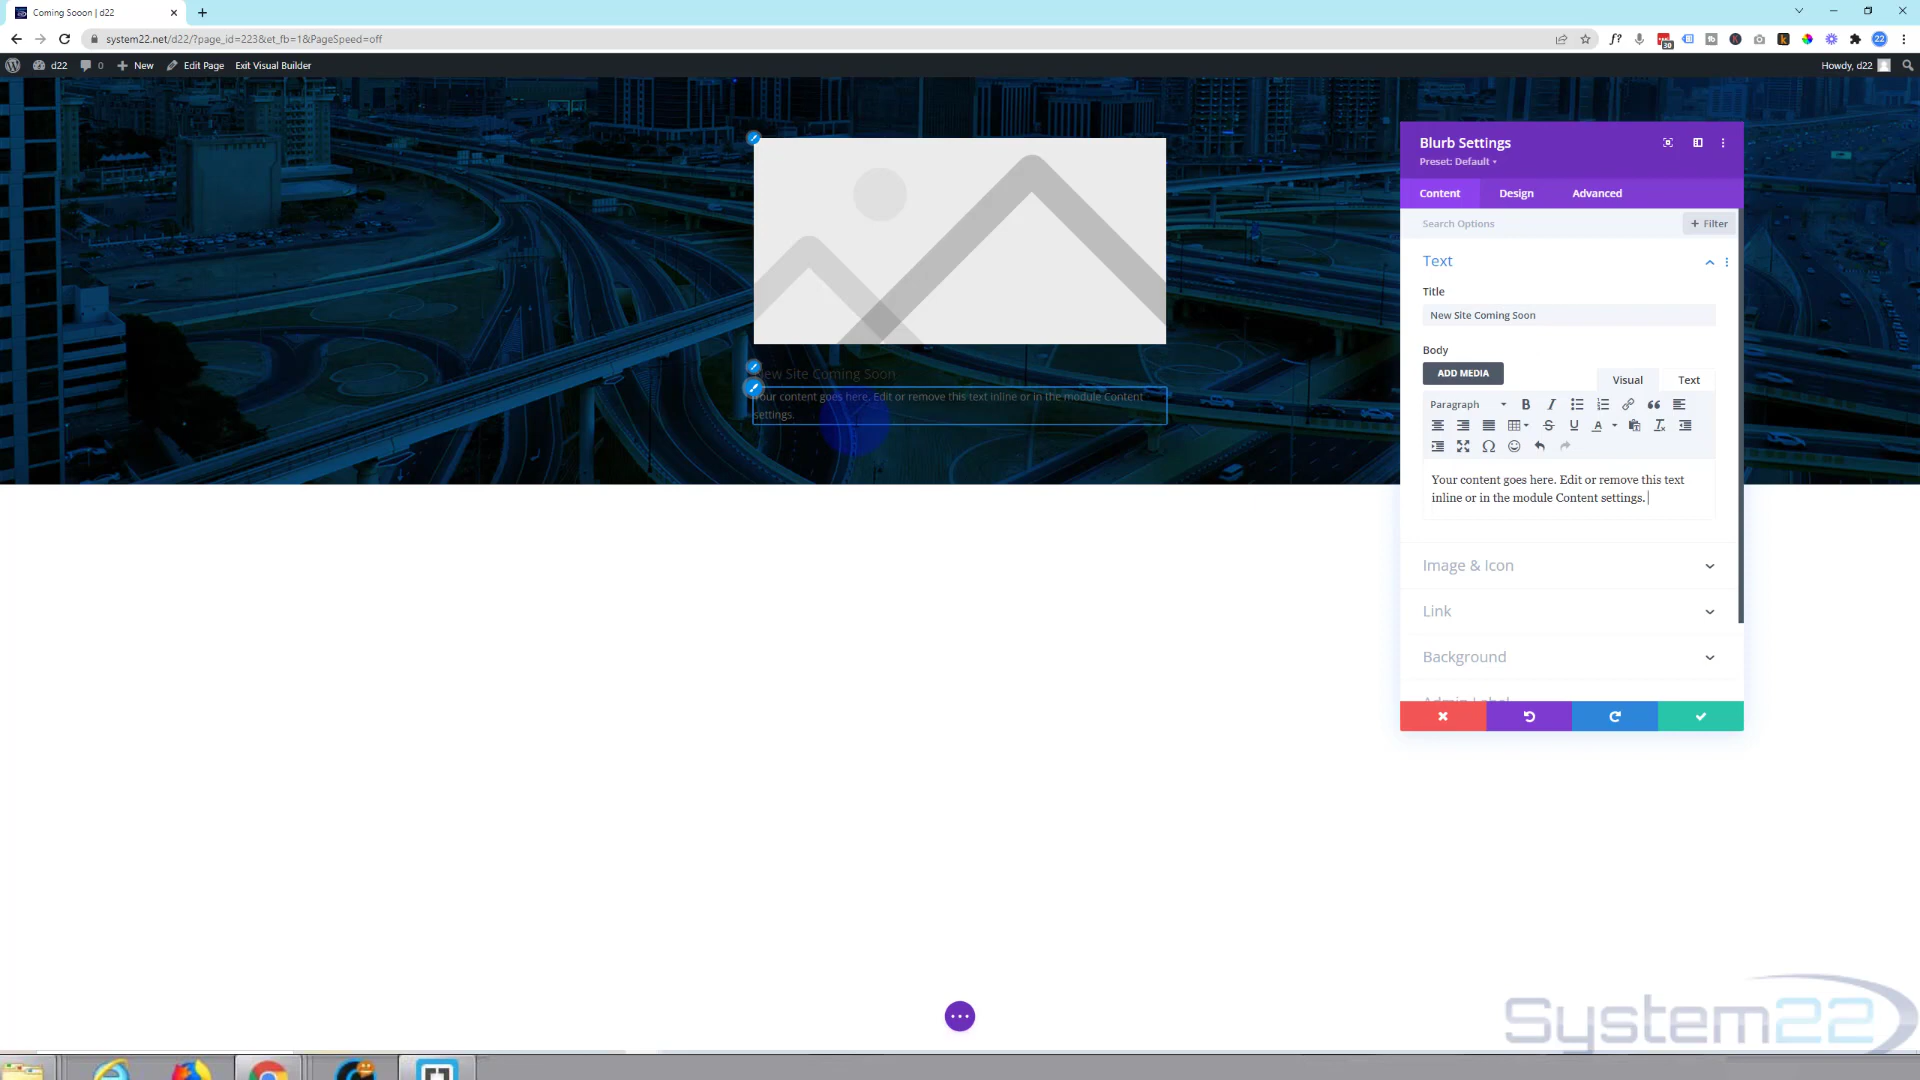 Coming Sooon | d22
system22.net/d22/?page_id=223&et_fb=1&PageSpeed=off
f?
30
22
d22
0
New
Edit Page
Exit Visual Builder
Howdy, d22
Blurb Settings
Preset: Default
Content
Design
Advanced
Search Options
+ Filter
Text
Title
New Site Coming Soon
Body
ADD MEDIA
Visual
Text
Paragraph
Your content goes here. Edit or remove this text
inline or in the module Content settings.
Image & Icon
Link
Background
Admin Label
New Site Coming Soon
Your content goes here. Edit or remove this text inline or in the module Content
settings.
System22